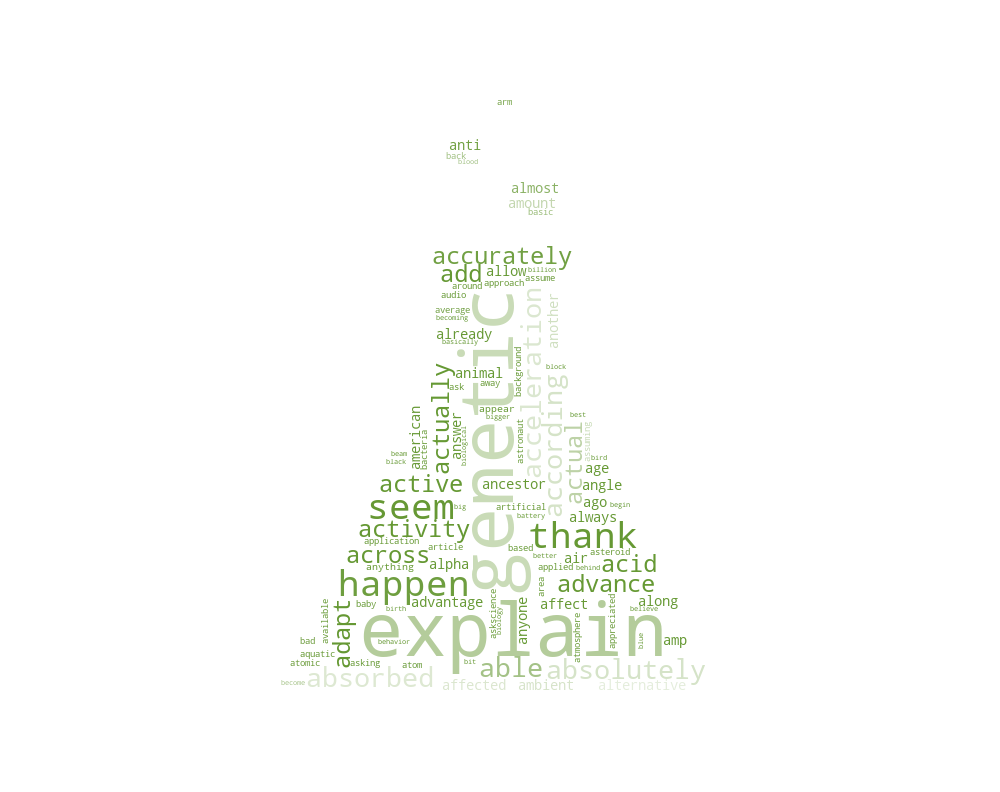 arm
anti
back
blood
almost
amount
basic
accurately
add
allow
billion
assume
around
approach
audio
genetic
acceleration
another
average
becoming
already
basically
background
block
actually
animal
according
ask
away
appear
bigger
best
american
answer
astronaut
actual
assuming
bacteria
biological
beam
black
bird
age
active
ancestor
angle
seem
big
artificial
ago
begin
battery
always
activity
thank
application
article
based
across
better
air
asteroid
anything
alpha
applied
behind
acid
happen
area
advance
baby
birth
advantage
askscience
biology
anyone
affect
appreciated
along
believe
available
adapt
explain
atmosphere
blue
amp
bad
behavior
aquatic
atomic
asking
atom
bit
able
absolutely
become
absorbed
affected
ambient
alternative